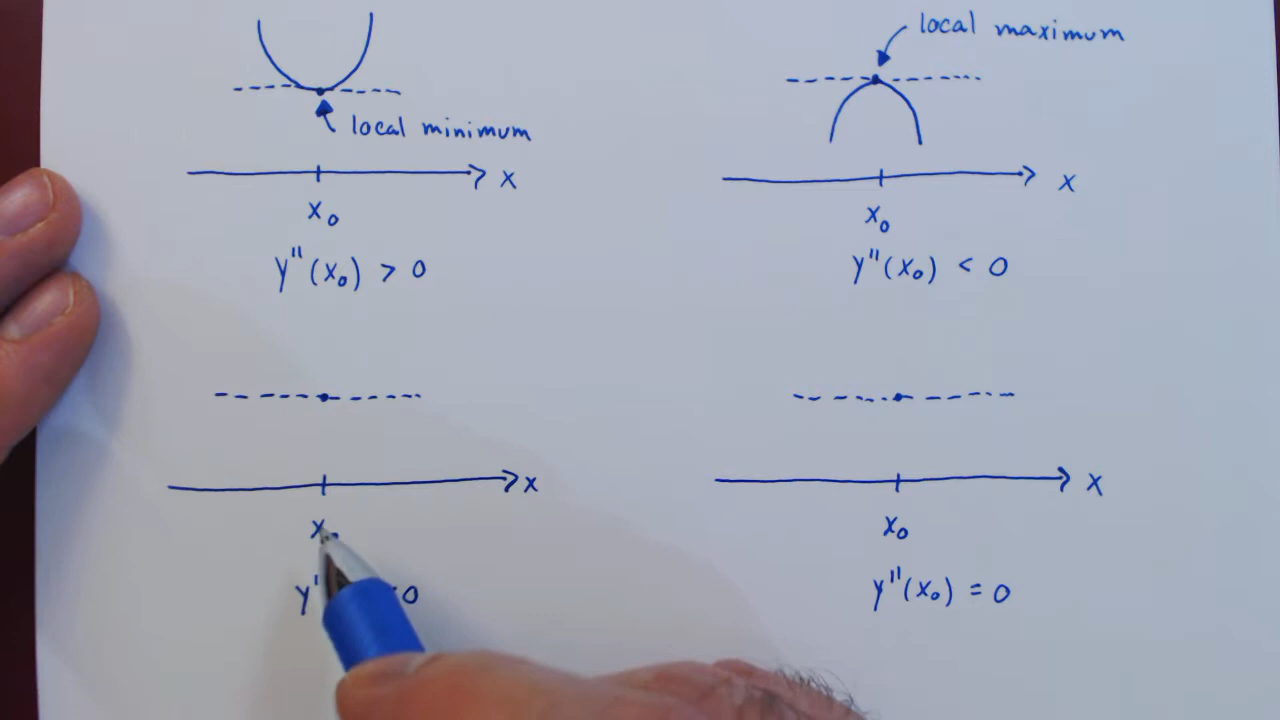 local maximum
local minimum
x
x
x₀
x₀
y''(x₀) > 0
y''(x₀) < 0
x
x
x₀
y''(x₀) = 0